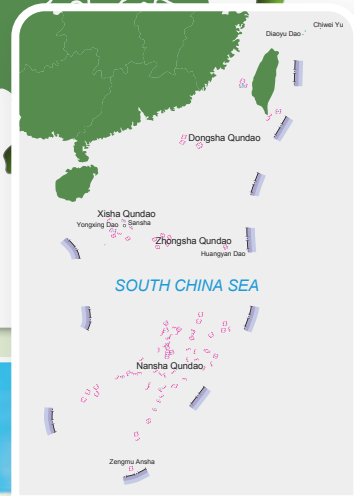 Chiwei Yu
Diaoyu Dao
Dongsha Qundao
Xisha Qundao
Yongxing Dao
Sansha
Zhongsha Qundao
Huangyan Dao
SOUTH CHINA SEA
Nansha Qundao
Zengmu Ansha